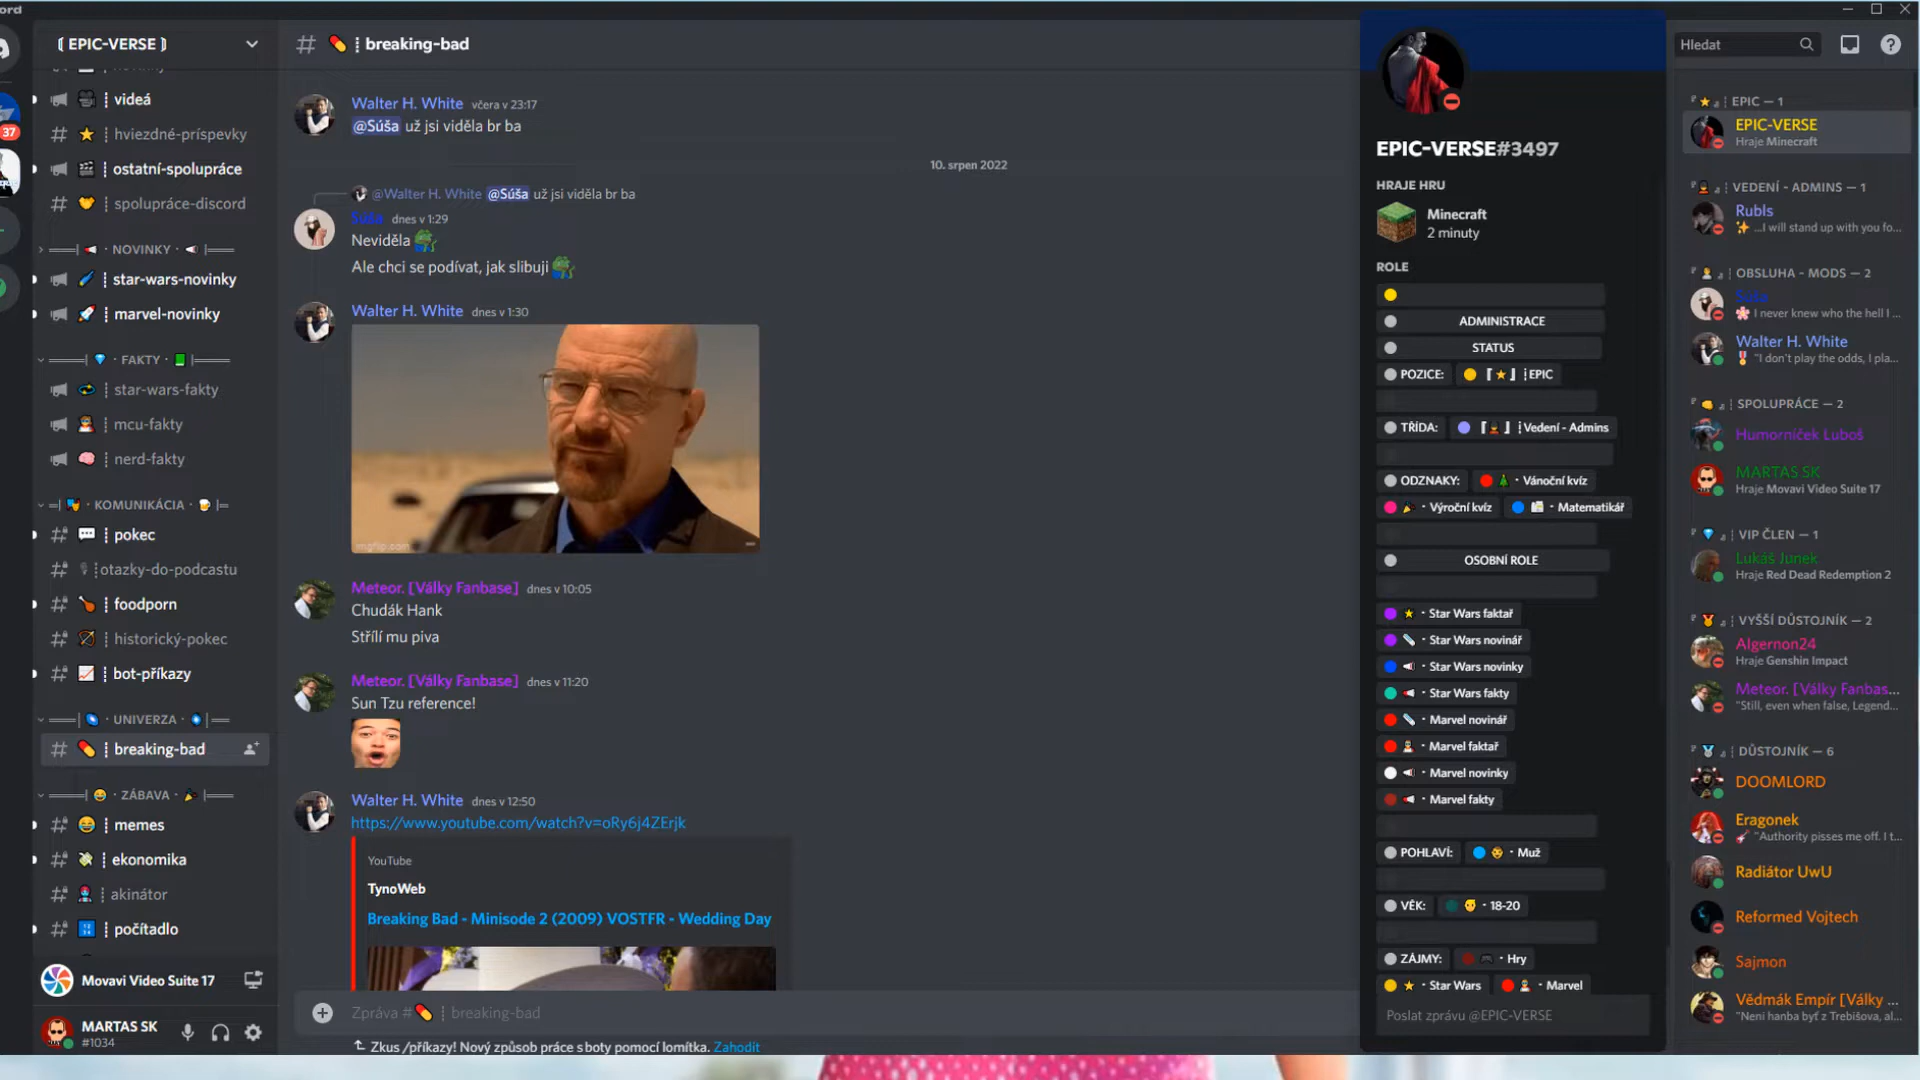 ord
⟦ EPIC-VERSE ⟧
37
videá
hviezdné-príspevky
ostatní-spolupráce
spolupráce-discord
NOVINKY
star-wars-novinky
marvel-novinky
FAKTY
star-wars-fakty
mcu-fakty
nerd-fakty
KOMUNIKÁCIA
pokec
otazky-do-podcastu
foodporn
historický-pokec
bot-příkazy
UNIVERZA
breaking-bad
ZÁBAVA
memes
ekonomika
akinátor
počítadlo
Movavi Video Suite 17
MARTAS SK
#1034
# breaking-bad
Walter H. White včera v 23:17
@Súša už jsi viděla br ba
10. srpen 2022
@Walter H. White @Súša už jsi viděla br ba
Súša dnes v 1:29
Neviděla
Ale chci se podívat, jak slibuji
Walter H. White dnes v 1:30
imgflip.com
Meteor. [Války Fanbase] dnes v 10:05
Chudák Hank
Střílí mu piva
Meteor. [Války Fanbase] dnes v 11:20
Sun Tzu reference!
Walter H. White dnes v 12:50
https://www.youtube.com/watch?v=oRy6j4ZErjk
YouTube
TynoWeb
Breaking Bad - Minisode 2 (2009) VOSTFR - Wedding Day
Zpráva # breaking-bad
Zkus /příkazy! Nový způsob práce s boty pomocí lomítka. Zahodit
EPIC-VERSE#3497
HRAJE HRU
Minecraft
2 minuty
ROLE
ADMINISTRACE
STATUS
POZICE: EPIC
TŘÍDA: Vedení - Admins
ODZNAKY: Vánoční kvíz
Výroční kvíz Matematikář
OSOBNÍ ROLE
Star Wars faktař
Star Wars novinář
Star Wars novinky
Star Wars fakty
Marvel novinář
Marvel faktař
Marvel novinky
Marvel fakty
POHLAVÍ: Muž
VĚK: 18-20
ZÁJMY: Hry
Star Wars Marvel
Poslat zprávu @EPIC-VERSE
Hledat
EPIC — 1
EPIC-VERSE
Hraje Minecraft
VEDENÍ - ADMINS — 1
Rubls
...I will stand up with you fo...
OBSLUHA - MODS — 2
Súša
I never knew who the hell I ...
Walter H. White
"I don't play the odds, I pla...
SPOLUPRÁCE — 2
Humorníček Luboš
MARTAS SK
Hraje Movavi Video Suite 17
VIP ČLEN — 1
Lukáš Junek
Hraje Red Dead Redemption 2
VYŠŠÍ DŮSTOJNÍK — 2
Algernon24
Hraje Genshin Impact
Meteor. [Války Fanbas...
"Still, even when false, Legend...
DŮSTOJNÍK — 6
DOOMLORD
Eragonek
"Authority pisses me off. I t...
Radiátor UwU
Reformed Vojtech
Sajmon
Vědmák Empír [Války ...
"Neni hanba byť z Trebišova, al...